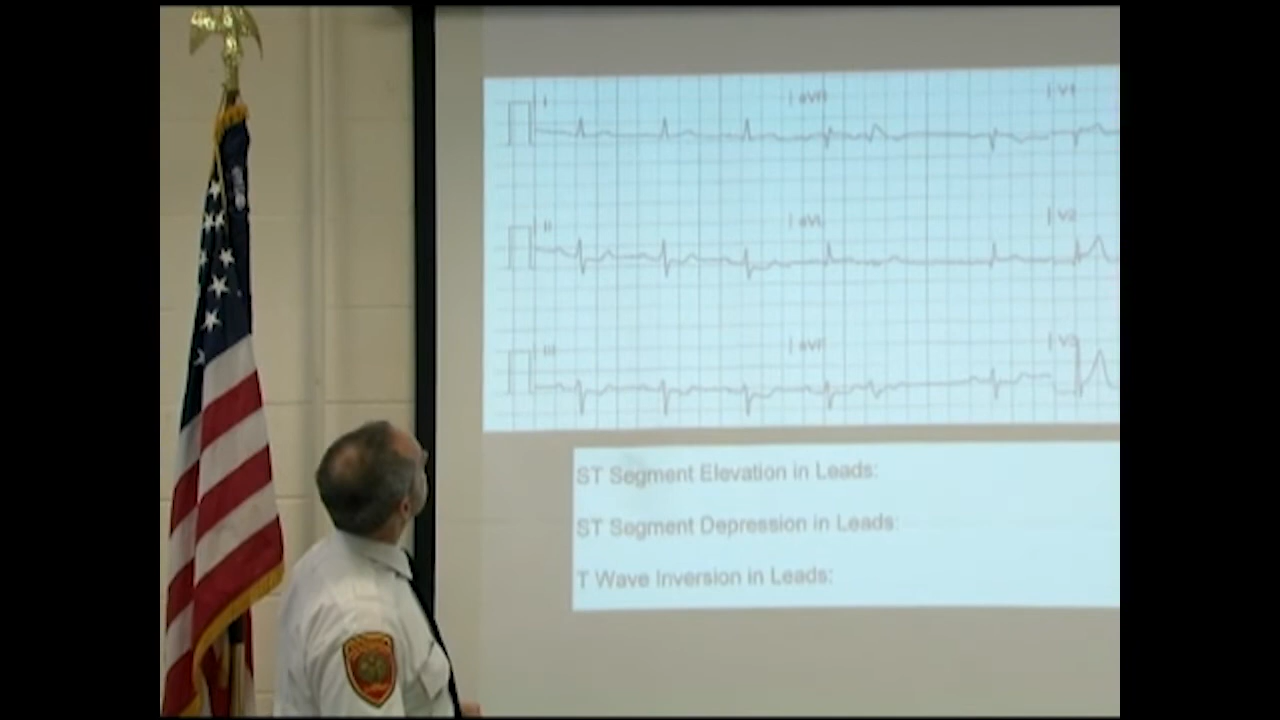 I aVR V1
II aVL V2
III aVF V3
ST Segment Elevation in Leads:
ST Segment Depression in Leads:
T Wave Inversion in Leads: